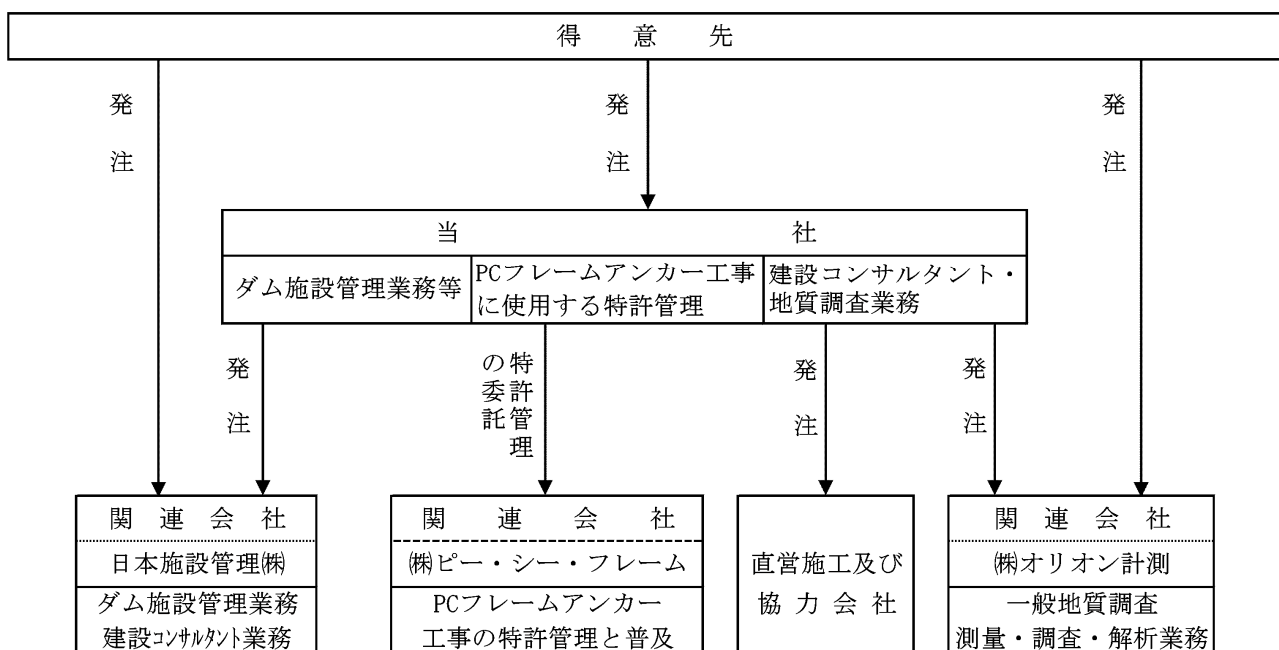 得意先
発注
発注
発注
当社
ダム施設管理業務等
PCフレームアンカー工事
に使用する特許管理
建設コンサルタント・
地質調査業務
発注
特許管理
の委託
発注
発注
関連会社
日本施設管理㈱
ダム施設管理業務
建設ｺﾝｻﾙﾀﾝﾄ業務
関連会社
㈱ピー・シー・フレーム
PCフレームアンカー
工事の特許管理と普及
直営施工及び
協力会社
関連会社
㈱オリオン計測
一般地質調査
測量・調査・解析業務